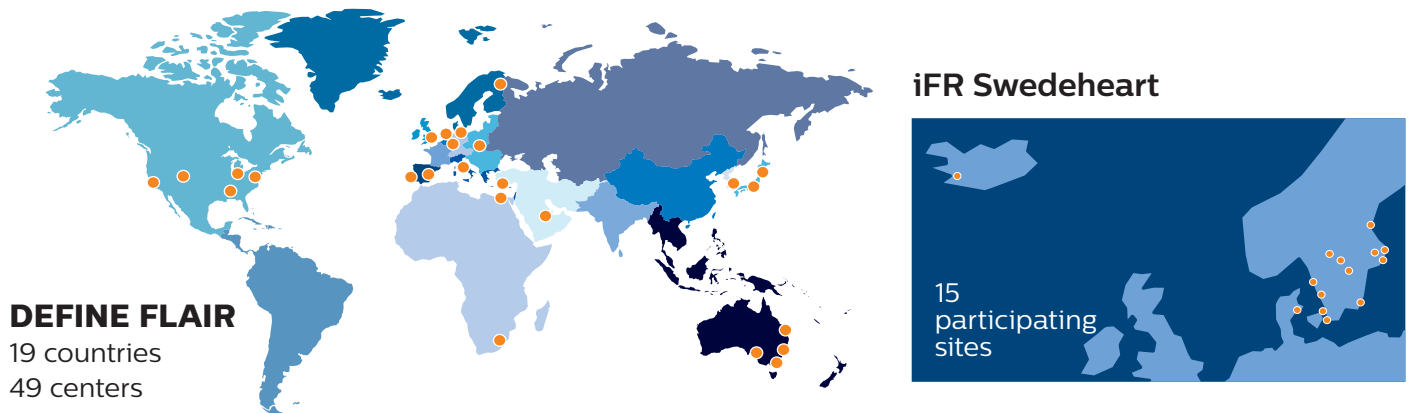 DEFINE FLAIR
19 countries
49 centers
iFR Swedeheart
15
participating
sites